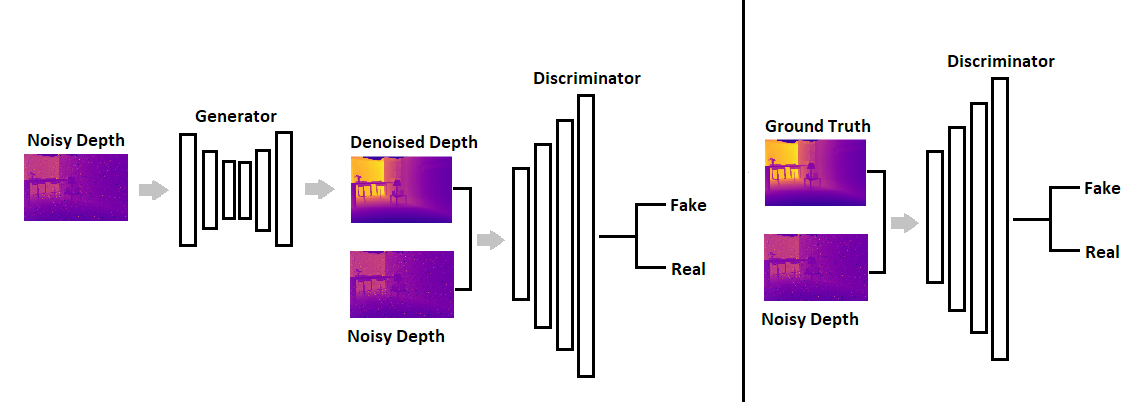 Noisy Depth
Generator
Denoised Depth
Noisy Depth
Discriminator
Fake
Real
Ground Truth
Noisy Depth
Discriminator
Fake
Real